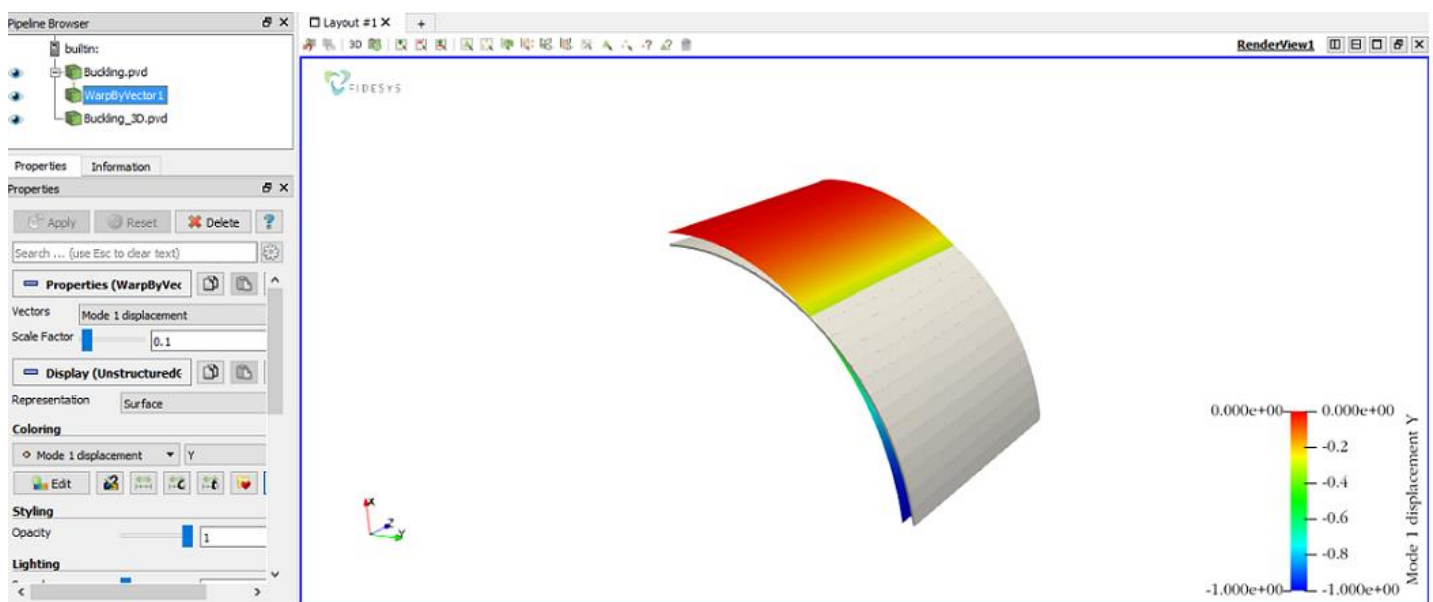 Pipeline Browser
builtin:
Buckling.pvd
WarpByVector1
Buckling_3D.pvd
Properties Information
Properties
Apply Reset Delete ?
Search ... (use Esc to clear text)
Properties (WarpByVec
Vectors Mode 1 displacement
Scale Factor 0.1
Display (Unstructured
Representation Surface
Coloring
Mode 1 displacement Y
Edit
Styling
Opacity 1
Lighting
Layout #1 X +
3D
RenderView1
FIDESYS
X
Z
Y
0.000e+00 0.000e+00
-0.2
-0.4
-0.6
-0.8
-1.000e+00 -1.000e+00
Mode 1 displacement Y